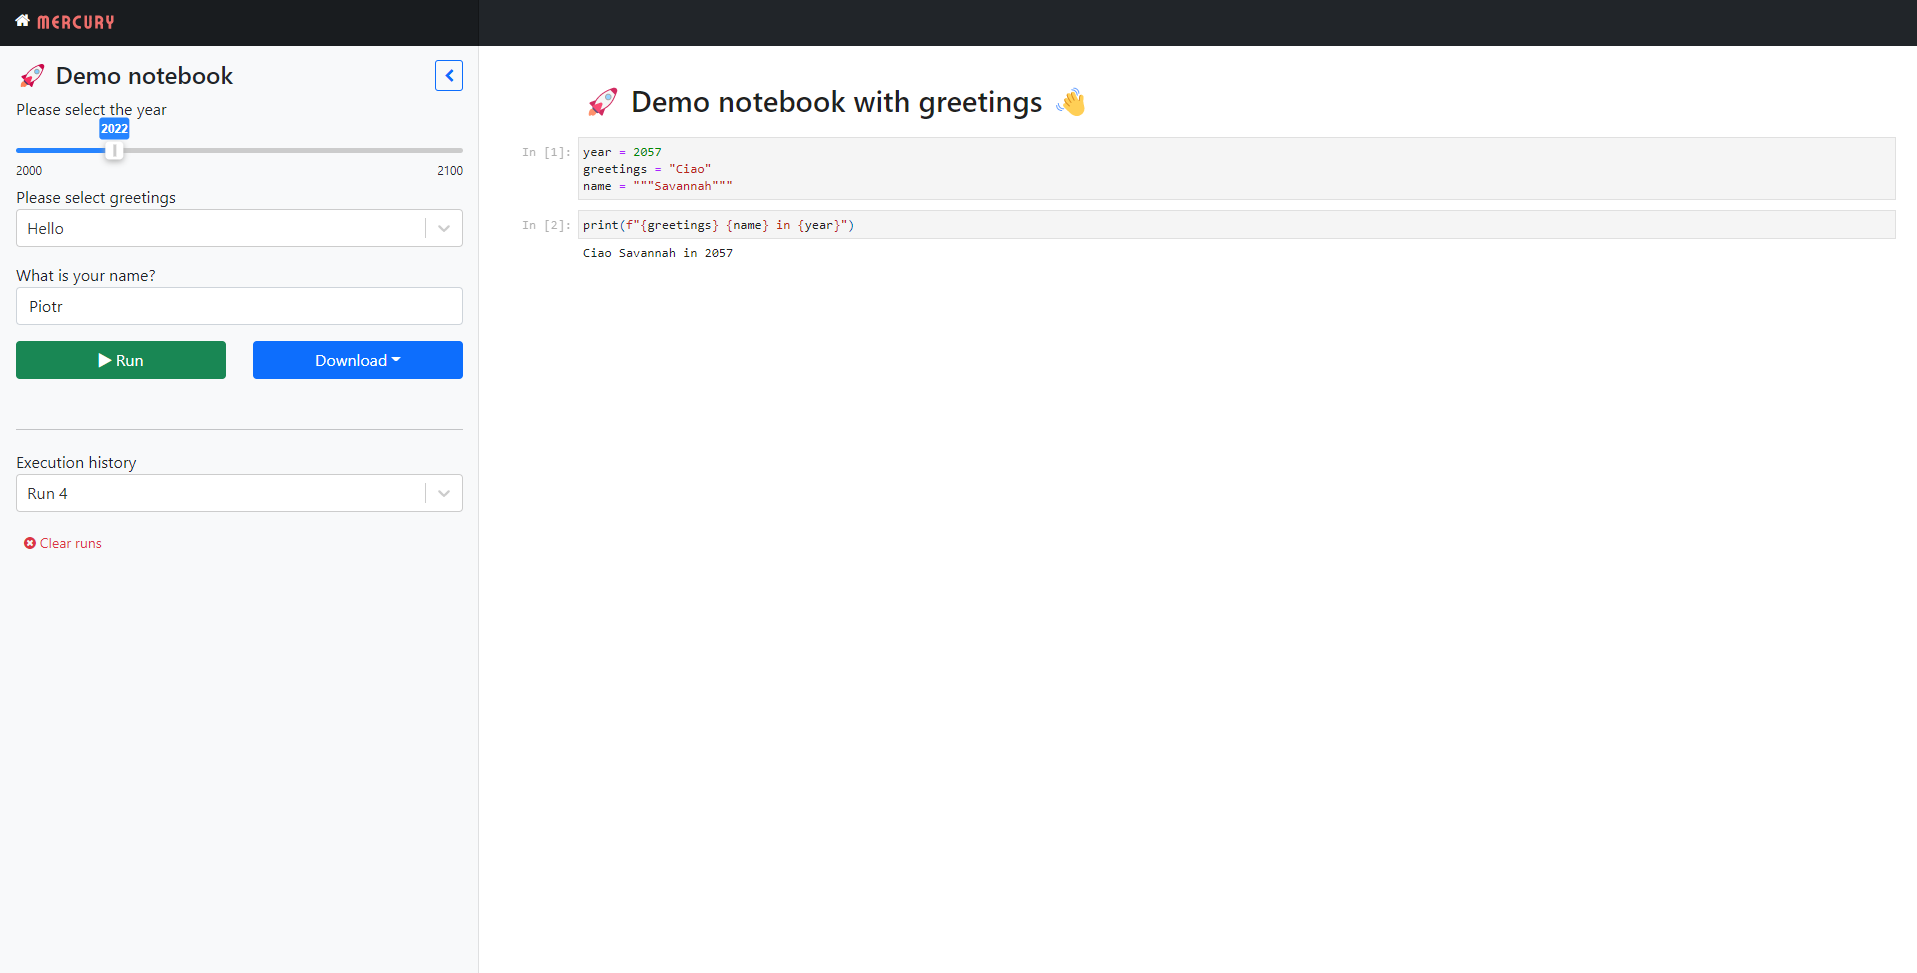 MERCURY
Demo notebook
Please select the year
2022
2000 2100
Please select greetings
Hello
What is your name?
Piotr
Run Download
Execution history
Run 4
Clear runs
Demo notebook with greetings
In [1]: year = 2057
greetings = "Ciao"
name = """Savannah"""
In [2]: print(f"{greetings} {name} in {year}")
Ciao Savannah in 2057